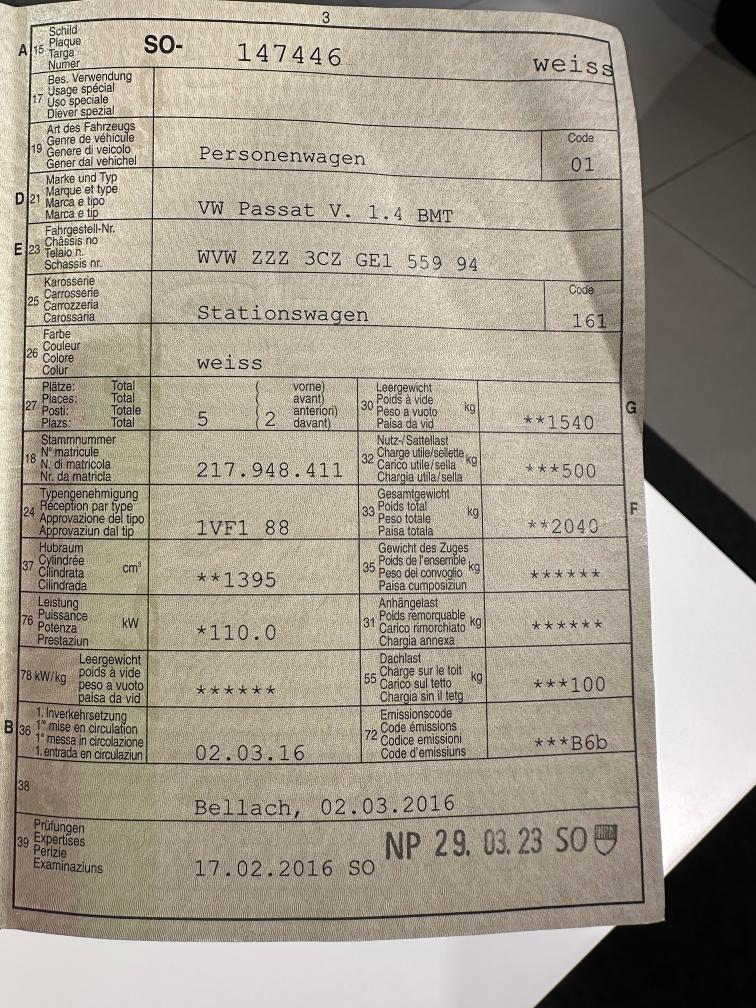 3
A 15 Schild
Plaque
Targa
Numer
SO- 147446 weiss
17 Bes. Verwendung
Usage spécial
Uso speciale
Diever spezial
19 Art des Fahrzeugs
Genre de véhicule
Genere di veicolo
Gener dal vehichel
Personenwagen
Code
01
D 21 Marke und Typ
Marque et type
Marca e tipo
Marca e tip
VW Passat V. 1.4 BMT
E 23 Fahrgestell-Nr.
Châssis no
Telaio n.
Schassis nr.
WVW ZZZ 3CZ GE1 559 94
25 Karosserie
Carrosserie
Carrozzeria
Carossaria
Stationswagen
Code
161
26 Farbe
Couleur
Colore
Colur
weiss
27 Plätze: Total
Places: Total
Posti: Totale
Plazs: Total
5 ( 2 vorne)
( avant)
( anteriori)
( davant)
30 Leergewicht
Poids à vide
Peso a vuoto
Paisa da vid
kg
**1540
G
18 Stammnummer
N° matricule
N. di matricola
Nr. da matricla
217.948.411
32 Nutz-/Sattellast
Charge utile/sellette
Carico utile/sella
Chargia utila/sella
kg
***500
24 Typengenehmigung
Réception par type
Approvazione del tipo
Approvaziun dal tip
1VF1 88
33 Gesamtgewicht
Poids total
Peso totale
Paisa totala
kg
**2040
F
37 Hubraum
Cylindrée
Cilindrata
Cilindrada
cm³
**1395
35 Gewicht des Zuges
Poids de l'ensemble
Peso del convoglio
Paisa cumposiziun
kg
******
76 Leistung
Puissance
Potenza
Prestaziun
kW
*110.0
31 Anhängelast
Poids remorquable
Carico rimorchiato
Chargia annexa
kg
******
78 kW/kg Leergewicht
poids à vide
peso a vuoto
paisa da vid
******
55 Dachlast
Charge sur le toit
Carico sul tetto
Chargia sin il tetg
kg
***100
B 36 1. Inverkehrsetzung
1re mise en circulation
1a messa in circolazione
1. entrada en circulaziun
02.03.16
72 Emissionscode
Code émissions
Codice emissioni
Code d'emissiuns
***B6b
38
Bellach, 02.03.2016
39 Prüfungen
Expertises
Perizie
Examinaziuns
17.02.2016 SO
NP 29. 03. 23 SO